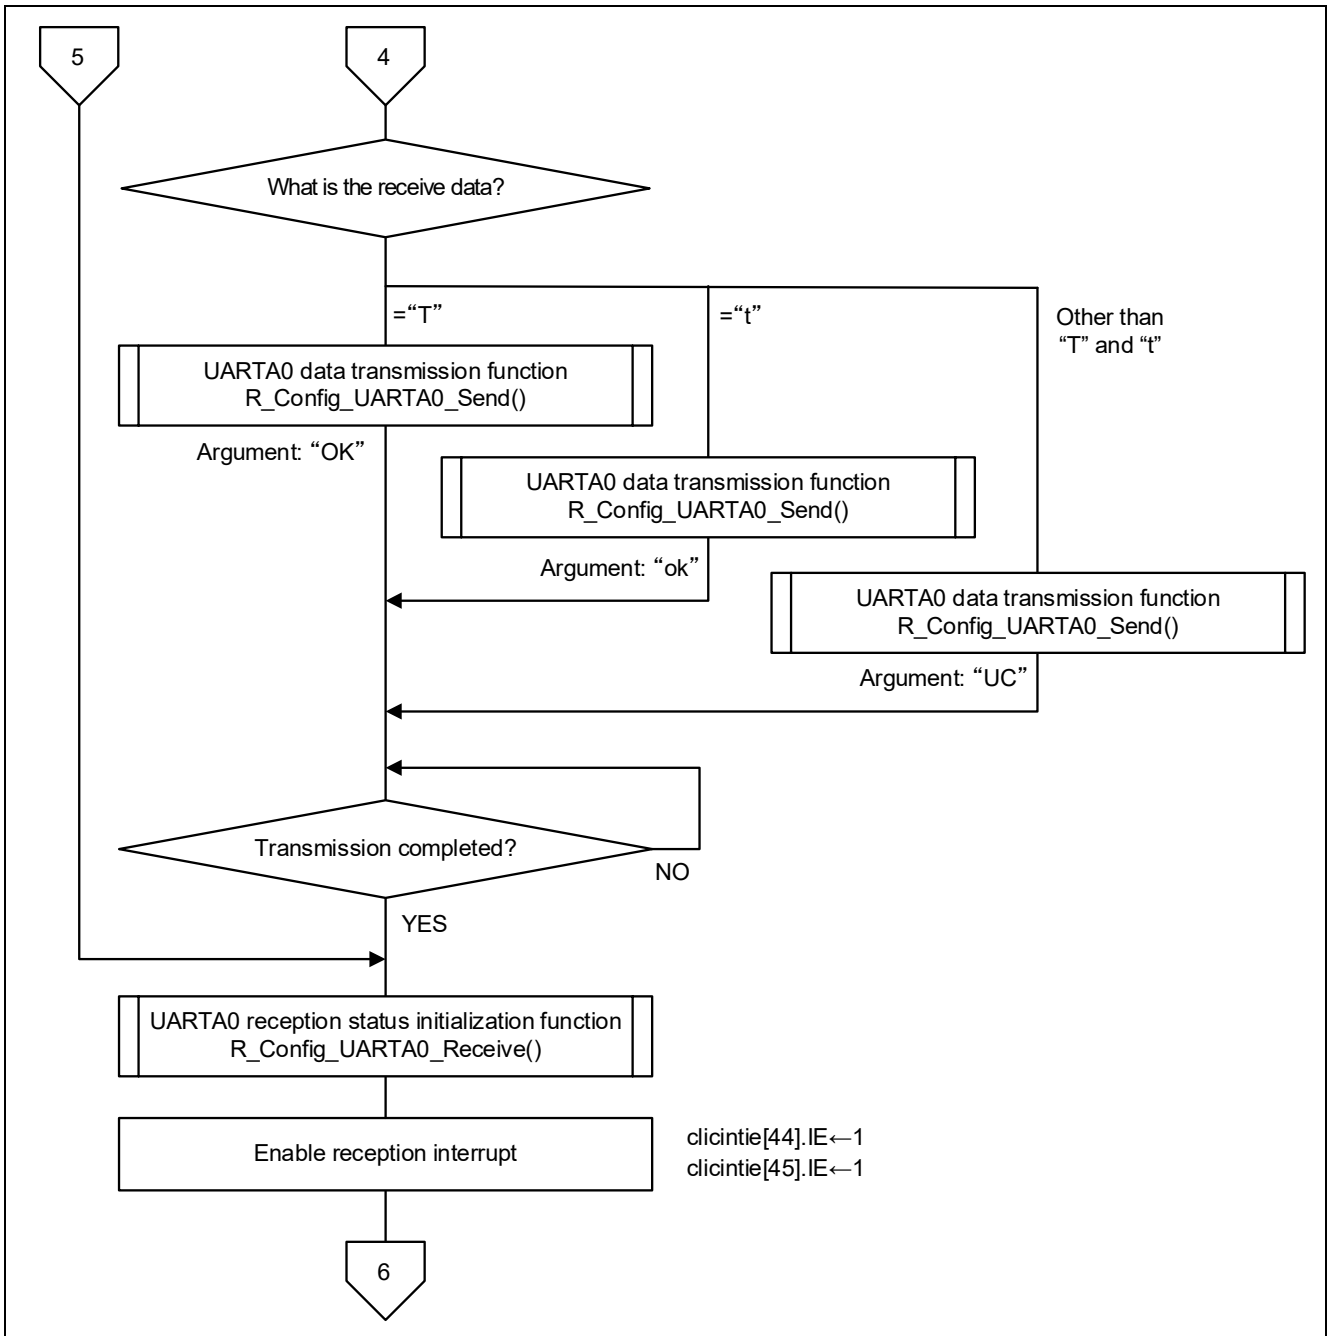 5
4
What is the receive data?
=“T”
=“t”
Other than
“T” and “t”
UARTA0 data transmission function
R_Config_UARTA0_Send()
Argument: “OK”
UARTA0 data transmission function
R_Config_UARTA0_Send()
Argument: “ok”
UARTA0 data transmission function
R_Config_UARTA0_Send()
Argument: “UC”
Transmission completed?
NO
YES
UARTA0 reception status initialization function
R_Config_UARTA0_Receive()
Enable reception interrupt
clicintie[44].IE←1
clicintie[45].IE←1
6